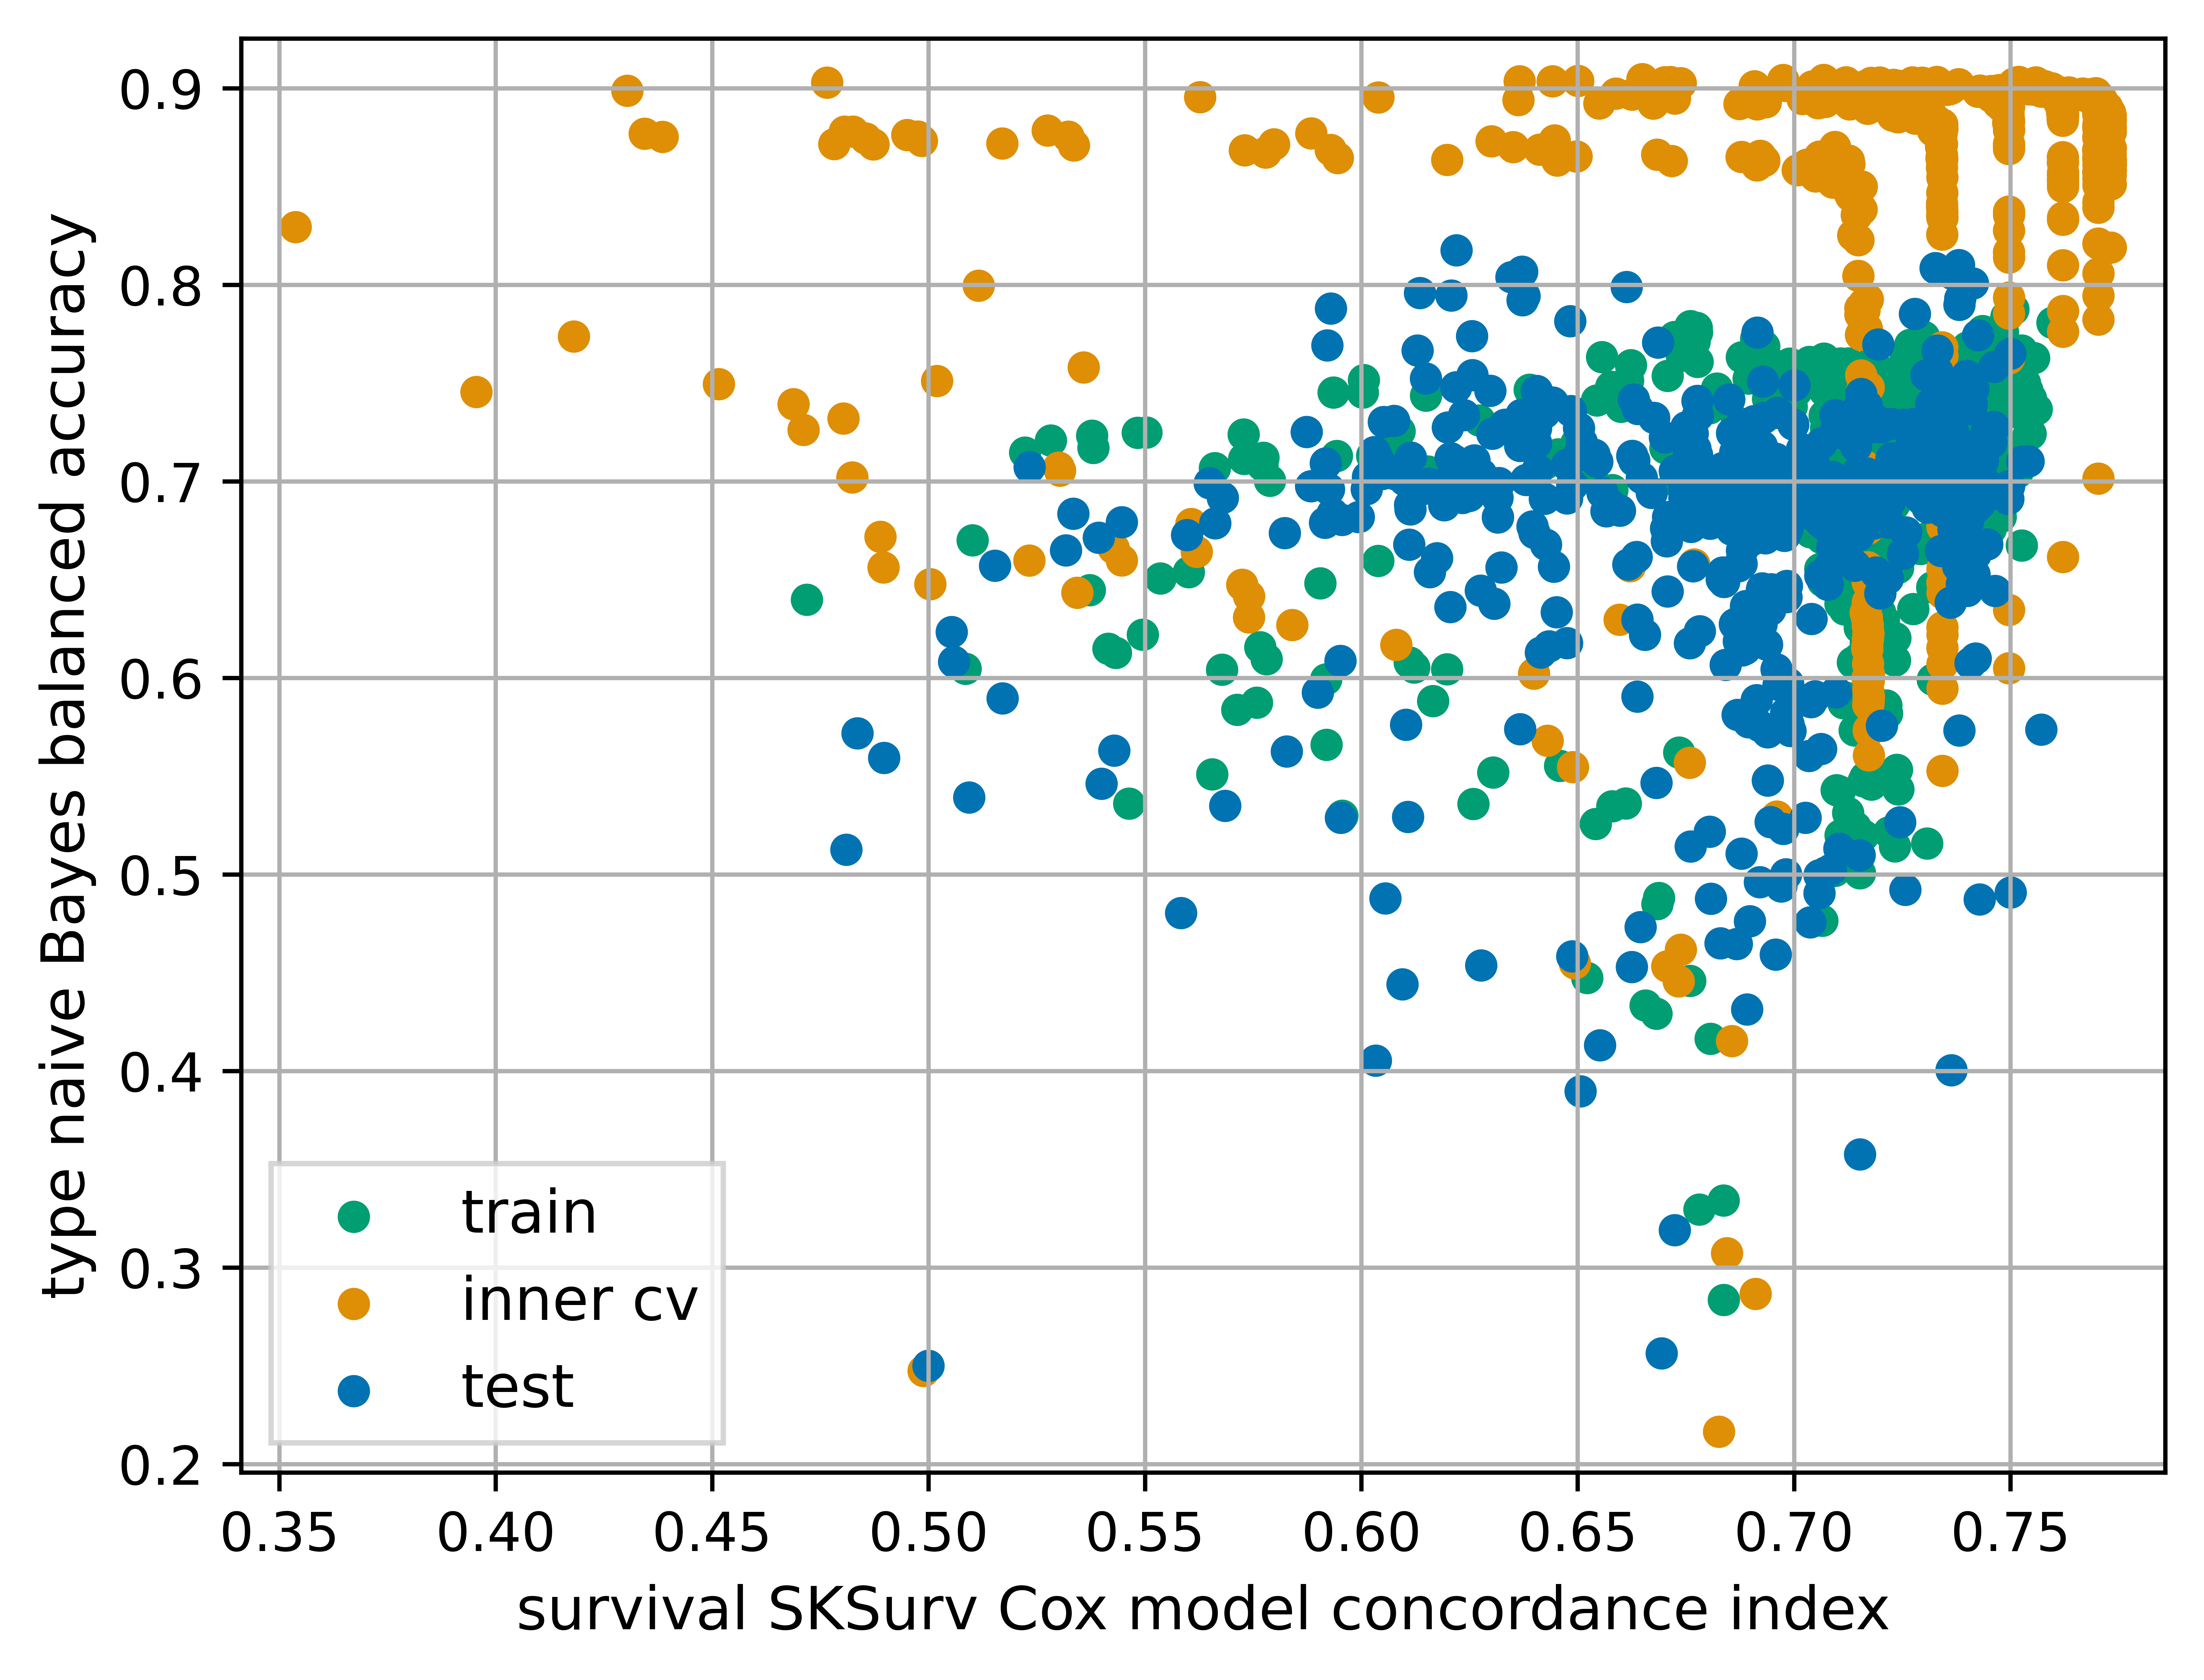 type naive Bayes balanced accuracy
0.9
0.8
0.7
0.6
0.5
0.4
0.3
0.2
train
inner cv
test
0.35 0.40 0.45 0.50 0.55 0.60 0.65 0.70 0.75
survival SKSurv Cox model concordance index